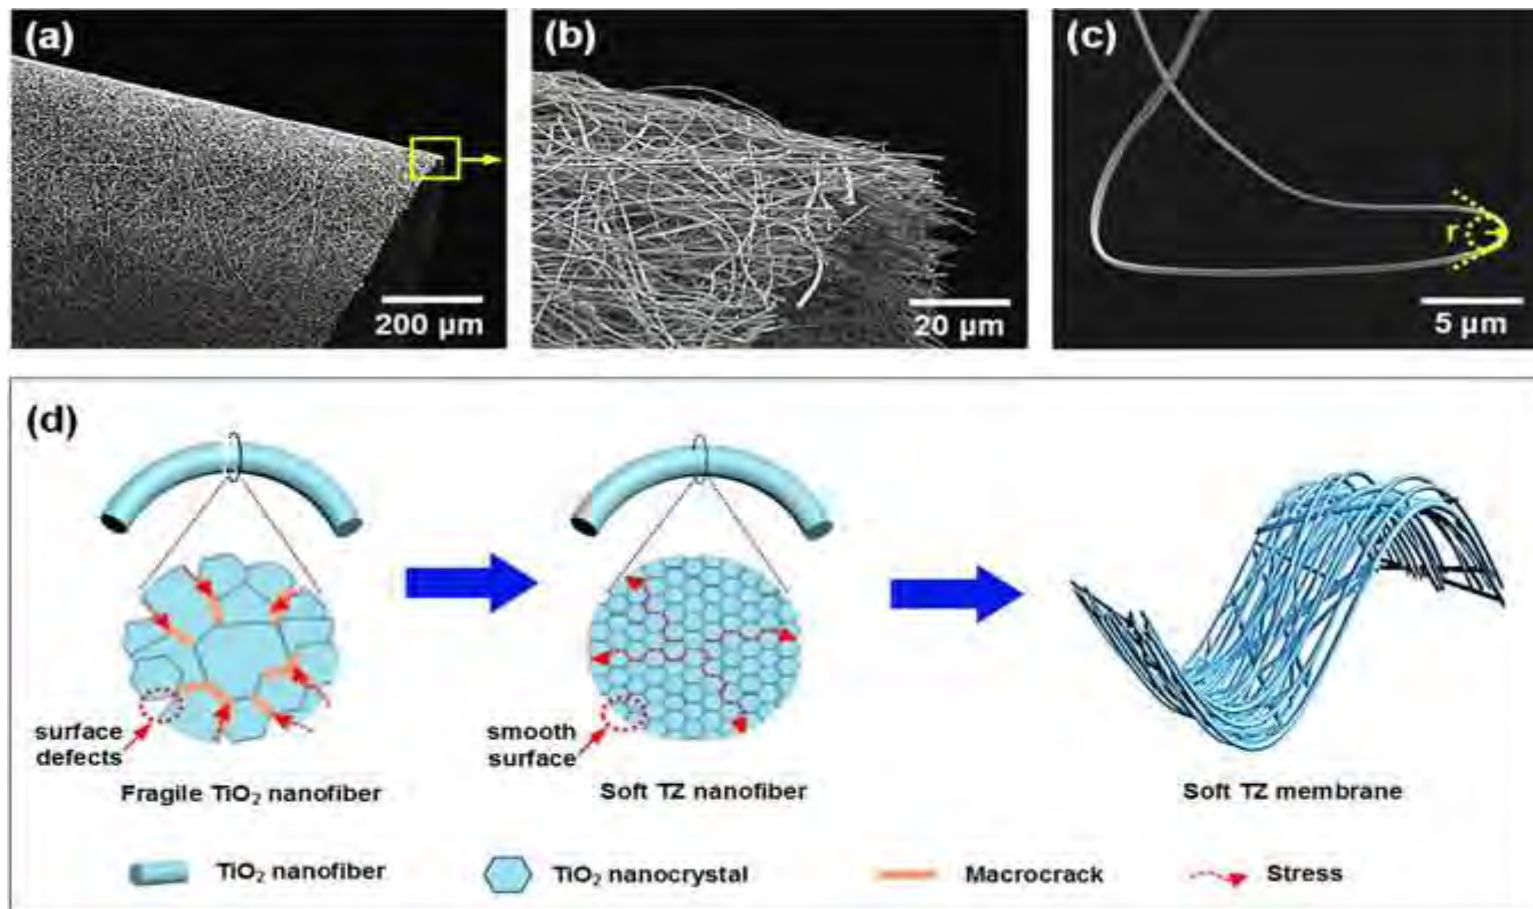 (a)
200 µm
(b)
20 µm
(c)
r
5 µm
(d)
surface
defects
Fragile TiO₂ nanofiber
smooth
surface
Soft TZ nanofiber
Soft TZ membrane
TiO₂ nanofiber
TiO₂ nanocrystal
Macrocrack
Stress